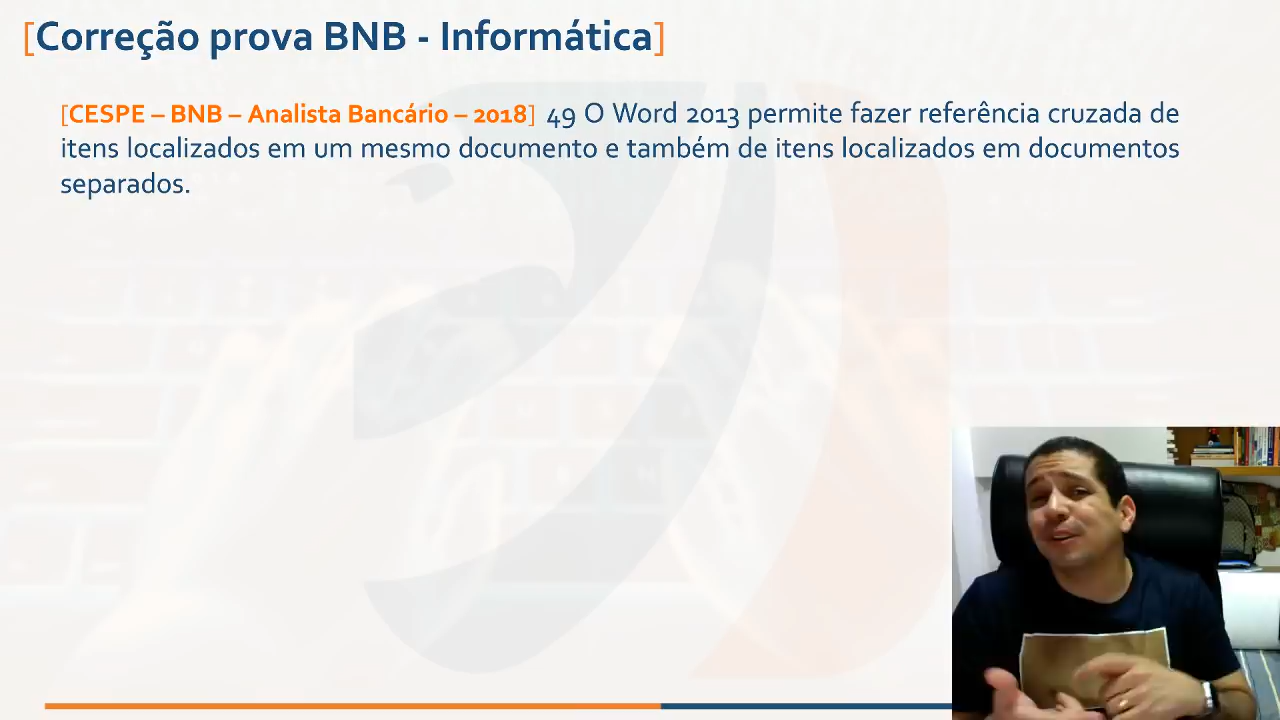 [Correção prova BNB - Informática]
[CESPE – BNB – Analista Bancário – 2018] 49 O Word 2013 permite fazer referência cruzada de
itens localizados em um mesmo documento e também de itens localizados em documentos
separados.